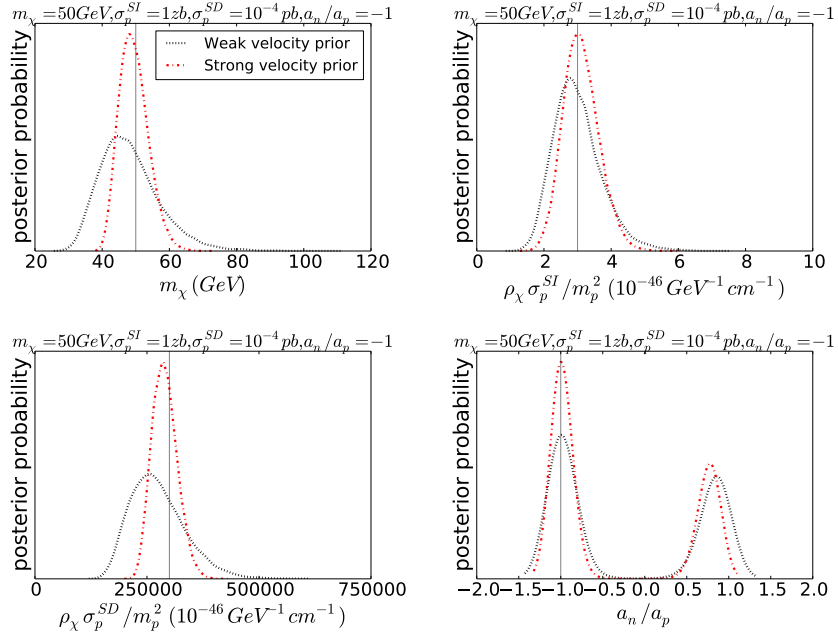 m_χ=50GeV,σ_p^{SI}=1zb,σ_p^{SD}=10^{-4}pb,a_n/a_p=−1
posterior probability
Weak velocity prior
Strong velocity prior
20 40 60 80 100 120
m_χ(GeV)
m_χ=50GeV,σ_p^{SI}=1zb,σ_p^{SD}=10^{-4}pb,a_n/a_p=−1
posterior probability
0 2 4 6 8 10
ρ_χ σ_p^{SI}/m_p^2 (10^{-46} GeV^{-1} cm^{-1})
m_χ=50GeV,σ_p^{SI}=1zb,σ_p^{SD}=10^{-4}pb,a_n/a_p=−1
posterior probability
0 250000 500000 750000
ρ_χ σ_p^{SD}/m_p^2 (10^{-46} GeV^{-1} cm^{-1})
m_χ=50GeV,σ_p^{SI}=1zb,σ_p^{SD}=10^{-4}pb,a_n/a_p=−1
posterior probability
−2.0 −1.5 −1.0 −0.5 0.0 0.5 1.0 1.5 2.0
a_n/a_p